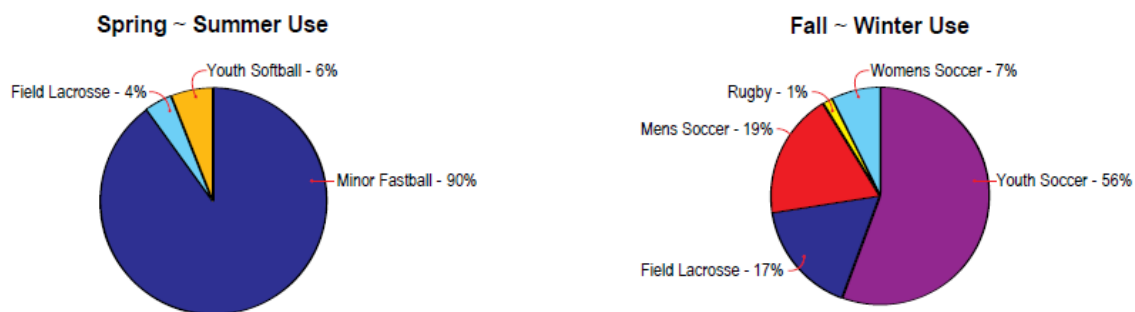 Spring ~ Summer Use
Youth Softball - 6%
Field Lacrosse - 4%
Minor Fastball - 90%
Fall ~ Winter Use
Womens Soccer - 7%
Rugby - 1%
Mens Soccer - 19%
Youth Soccer - 56%
Field Lacrosse - 17%